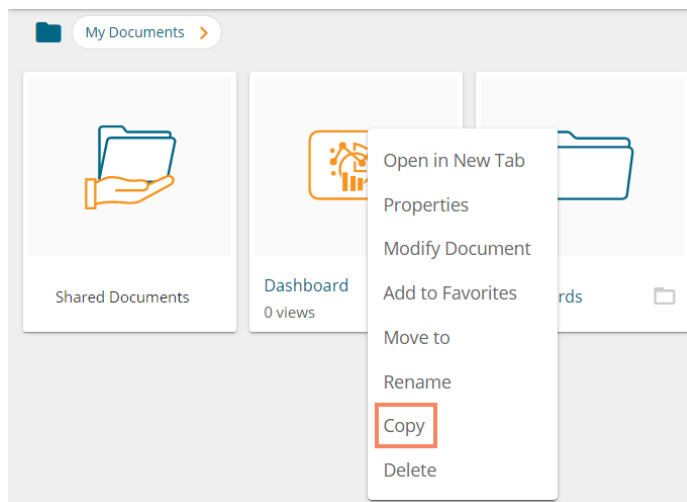 My Documents
Shared Documents
Dashboard
0 views
rds
Open in New Tab
Properties
Modify Document
Add to Favorites
Move to
Rename
Copy
Delete